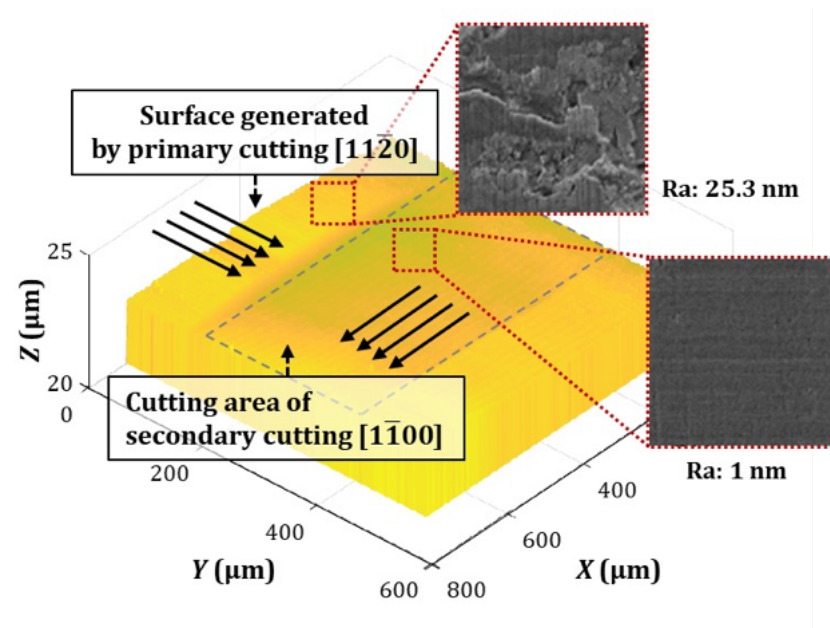 Surface generated
by primary cutting [112̅0]
Ra: 25.3 nm
25
Z (μm)
20
0
Cutting area of
secondary cutting [11̅00]
Ra: 1 nm
200
400
400
600
Y (μm)
X (μm)
600
800